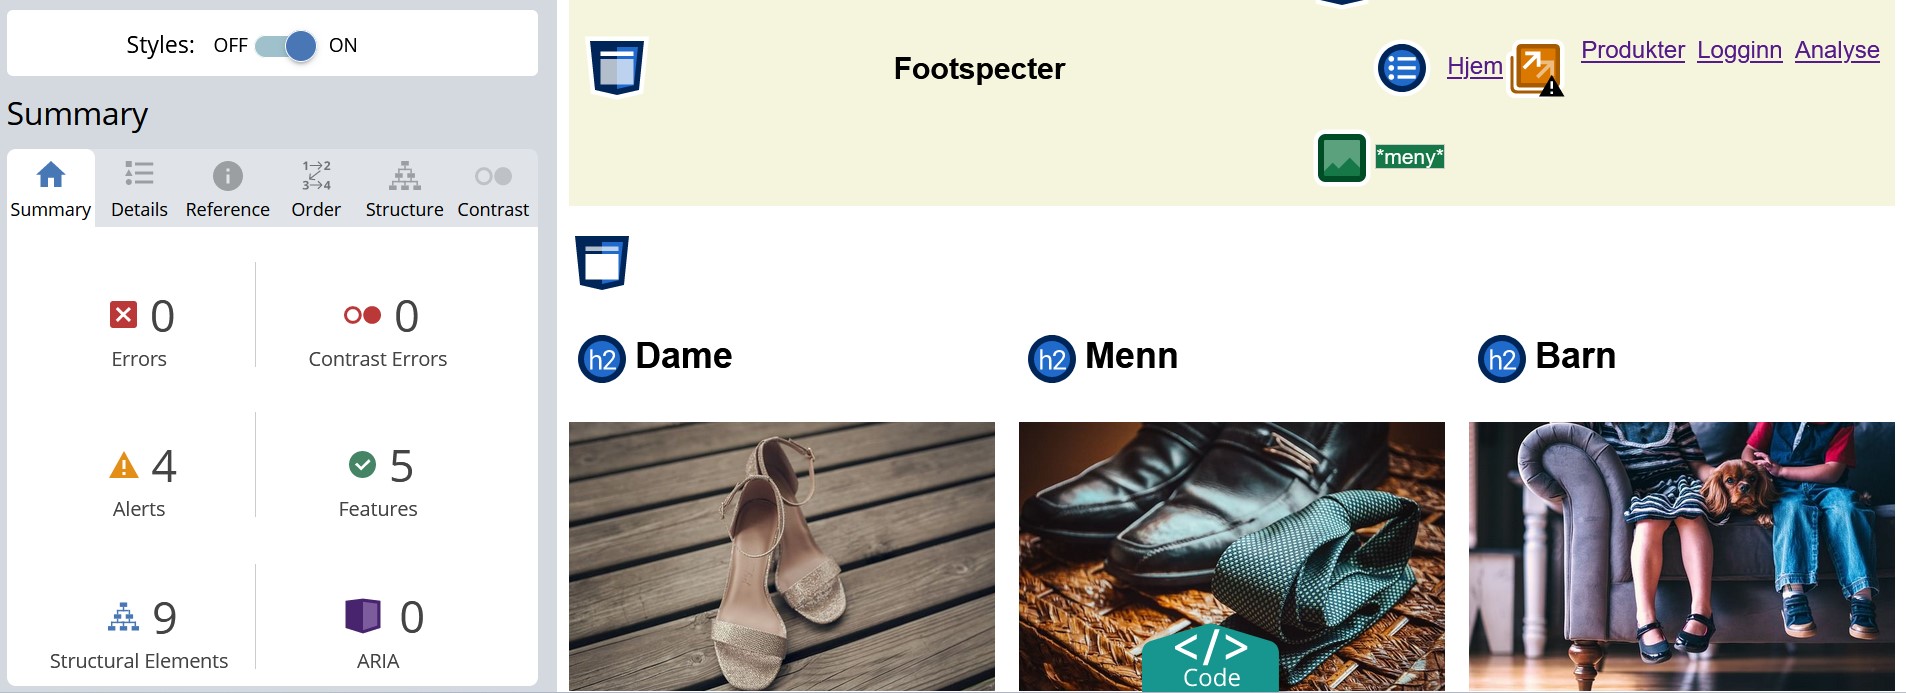 Styles: OFF ON
Summary
1 2
3 4
Summary Details Reference Order Structure Contrast
0
Errors
0
Contrast Errors
4
Alerts
5
Features
9
Structural Elements
0
ARIA
Footspecter
Hjem Produkter Logginn Analyse
*meny*
h2 Dame
h2 Menn
h2 Barn
</>
Code